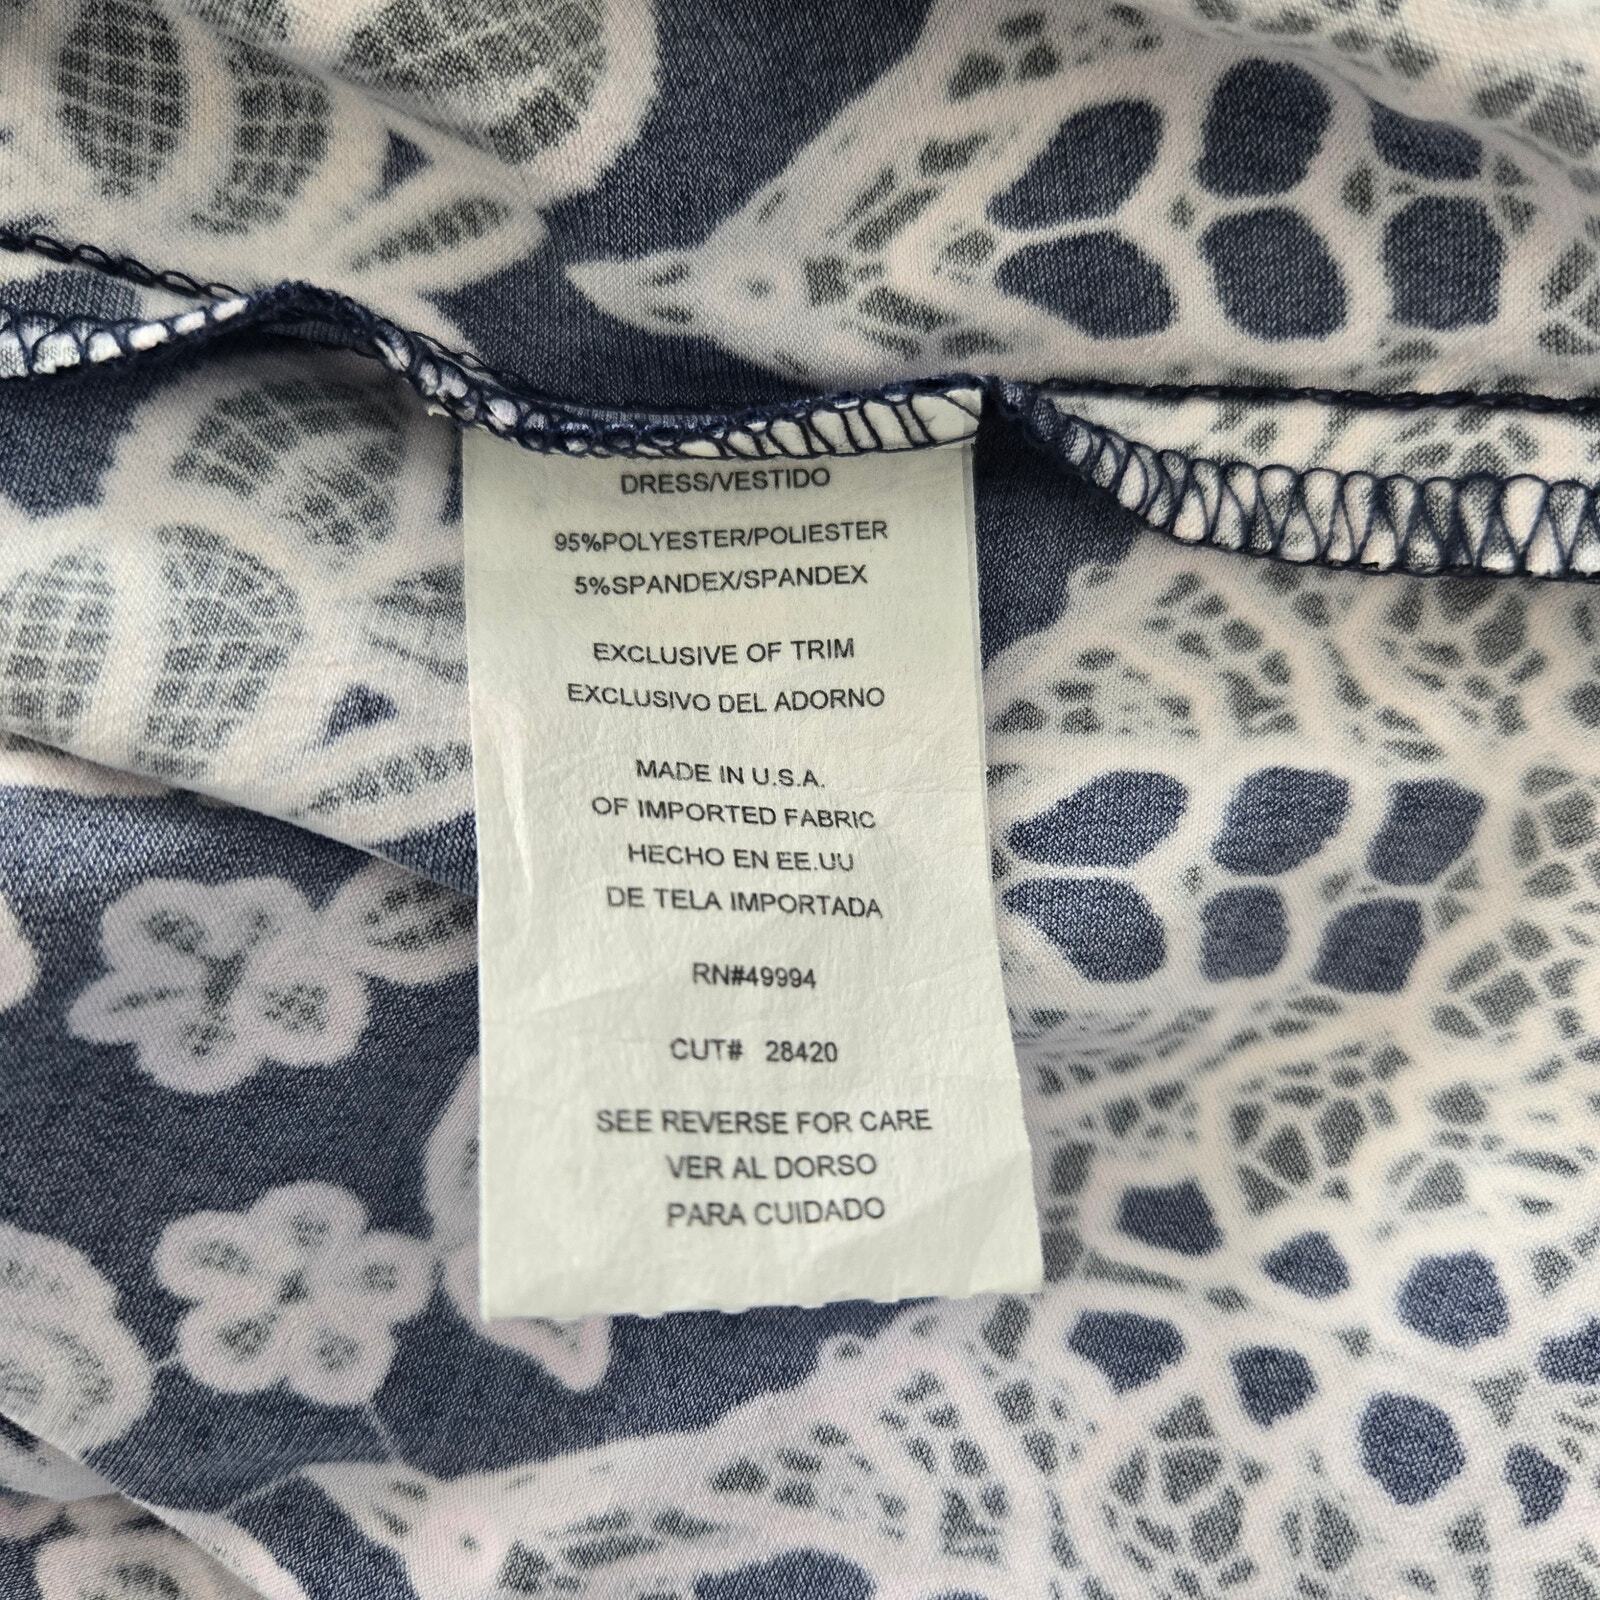 DRESS/VESTIDO
95%POLYESTER/POLIESTER
5%SPANDEX/SPANDEX
EXCLUSIVE OF TRIM
EXCLUSIVO DEL ADORNO
MADE IN U.S.A.
OF IMPORTED FABRIC
HECHO EN EE.UU
DE TELA IMPORTADA
RN#49994
CUT# 28420
SEE REVERSE FOR CARE
VER AL DORSO
PARA CUIDADO